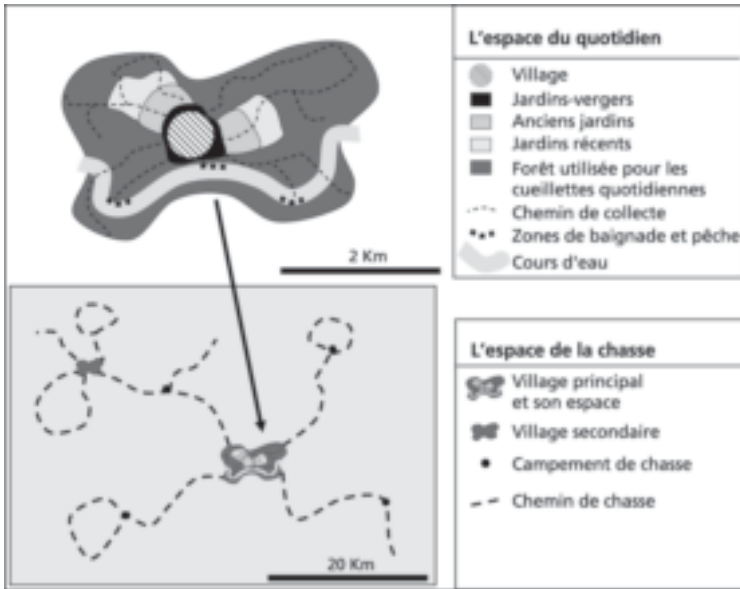 L'espace du quotidien
Village
Jardins-vergers
Anciens jardins
Jardins récents
Forêt utilisée pour les
cueillettes quotidiennes
Chemin de collecte
Zones de baignade et pêche
Cours d'eau
2 Km
L'espace de la chasse
Village principal
et son espace
Village secondaire
Campement de chasse
Chemin de chasse
20 Km